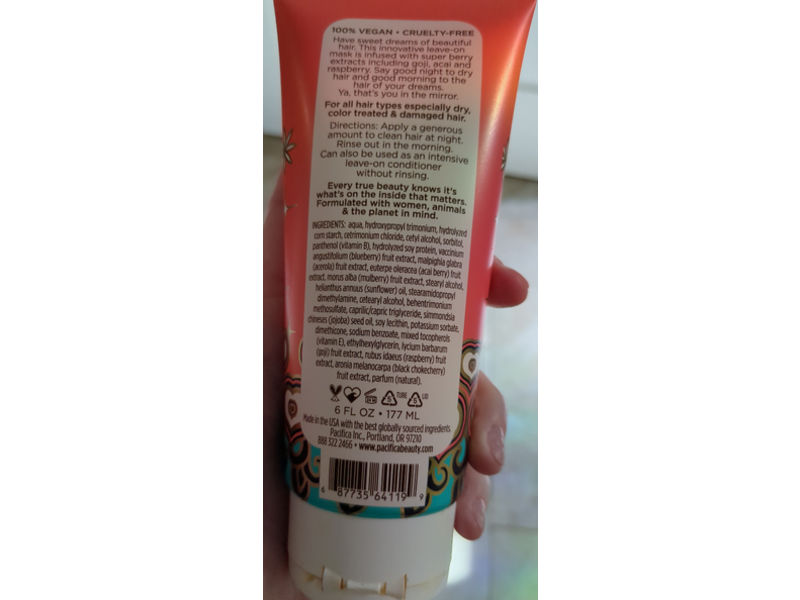 100% VEGAN • CRUELTY-FREE
Have sweet dreams of beautiful
hair. This innovative leave-on
mask is infused with super berry
extracts including goji, acai and
raspberry. Say good night to dry
hair and good morning to the
hair of your dreams.
Ya, that's you in the mirror.
For all hair types especially dry,
color treated & damaged hair.
Directions: Apply a generous
amount to clean hair at night.
Rinse out in the morning.
Can also be used as an intensive
leave-on conditioner
without rinsing.
Every true beauty knows it's
what's on the inside that matters.
Formulated with women, animals
& the planet in mind.
INGREDIENTS: aqua, hydroxypropyl trimonium, hydrolyzed
corn starch, cetrimonium chloride, cetyl alcohol, sorbitol,
panthenol (vitamin B), hydrolyzed soy protein, vaccinium
angustifolium (blueberry) fruit extract, malpighia glabra
(acerola) fruit extract, euterpe oleracea (acai berry) fruit
extract, morus alba (mulberry) fruit extract, stearyl alcohol,
helianthus annuus (sunflower) oil, stearamidopropyl
dimethylamine, cetearyl alcohol, behentrimonium
methosulfate, caprilic/capric triglyceride, simmondsia
chineses (jojoba) seed oil, soy lecithin, potassium sorbate,
dimethicone, sodium benzoate, mixed tocopherols
(vitamin E), ethylhexylglycerin, lycium barbarum
(goji) fruit extract, rubus idaeus (raspberry) fruit
extract, aronia melanocarpa (black chokecherry)
fruit extract, parfum (natural).
TUBE LID
6 FL OZ • 177 ML
Made in the USA with the best globally sourced ingredients.
Pacifica Inc., Portland, OR 97210
888 322 2466 • www.pacificabeauty.com
6 87735 64119 9